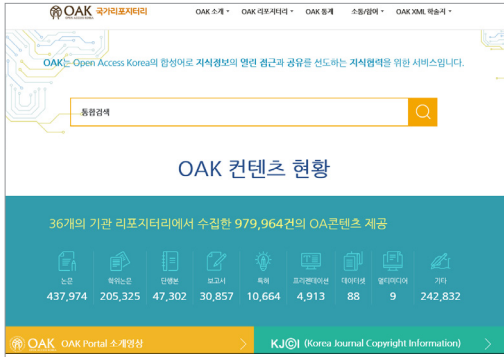 OAK 국가리포지터리 OAK 소개 OAK 리포지터리 OAK 통계 소통/참여 OAK XML 학술지
OAK는 Open Access Korea의 합성어로 지식정보의 열린 접근과 공유를 선도하는 지식협력을 위한 서비스입니다.
통합검색
OAK 컨텐츠 현황
36개의 기관 리포지터리에서 수집한 979,964건의 OA콘텐츠 제공
논문 학위논문 단행본 보고서 특허 프리젠테이션 데이터셋 멀티미디어 기타
437,974 205,325 47,302 30,857 10,664 4,913 88 9 242,832
OAK OAK Portal 소개영상 KJCI (Korea Journal Copyright Information)